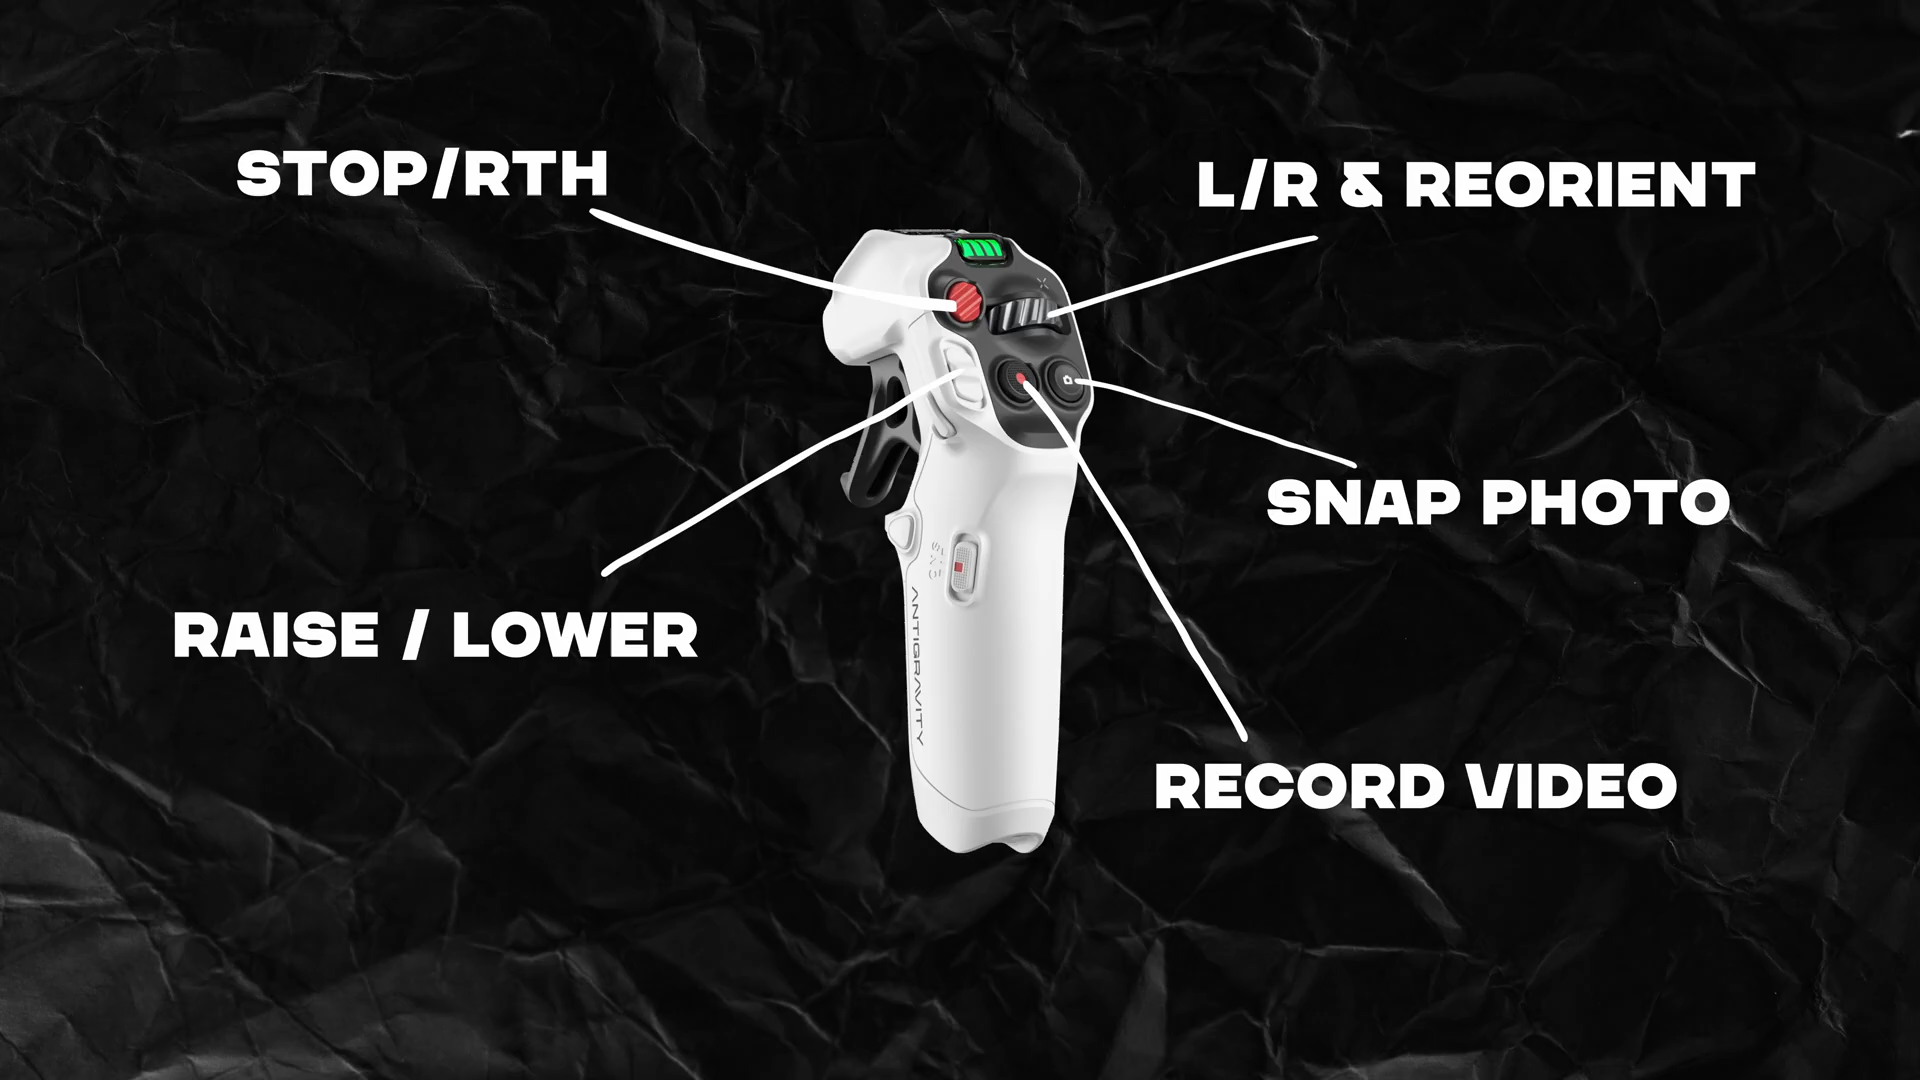 STOP/RTH
L/R & REORIENT
SNAP PHOTO
RAISE / LOWER
RECORD VIDEO
ANTIGRAVITY